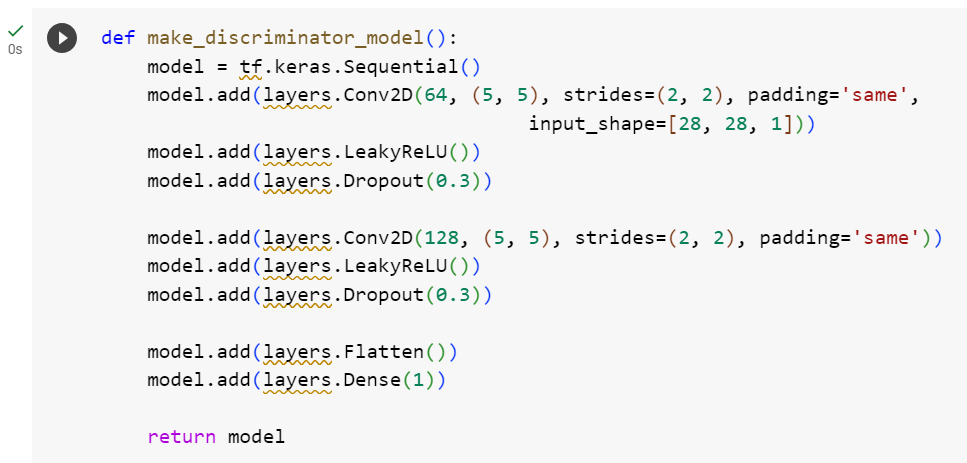 0s
def make_discriminator_model():
    model = tf.keras.Sequential()
    model.add(layers.Conv2D(64, (5, 5), strides=(2, 2), padding='same',
                                     input_shape=[28, 28, 1]))
    model.add(layers.LeakyReLU())
    model.add(layers.Dropout(0.3))

    model.add(layers.Conv2D(128, (5, 5), strides=(2, 2), padding='same'))
    model.add(layers.LeakyReLU())
    model.add(layers.Dropout(0.3))

    model.add(layers.Flatten())
    model.add(layers.Dense(1))

    return model